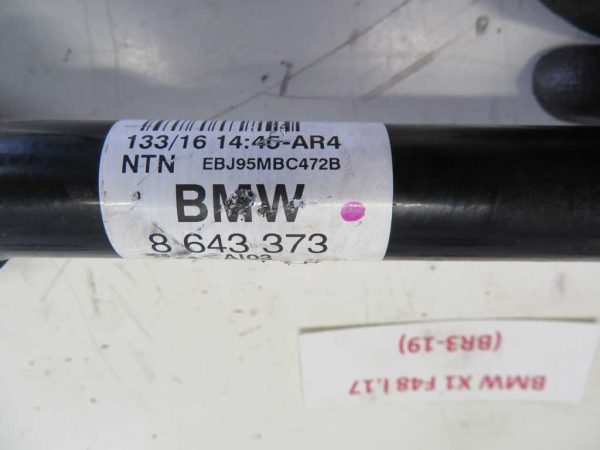 133/16 14:46-AR4
NTN EBJ95MBC472B
BMW
8 643 373
BMW X1 F48 l.17
(BR3-19)